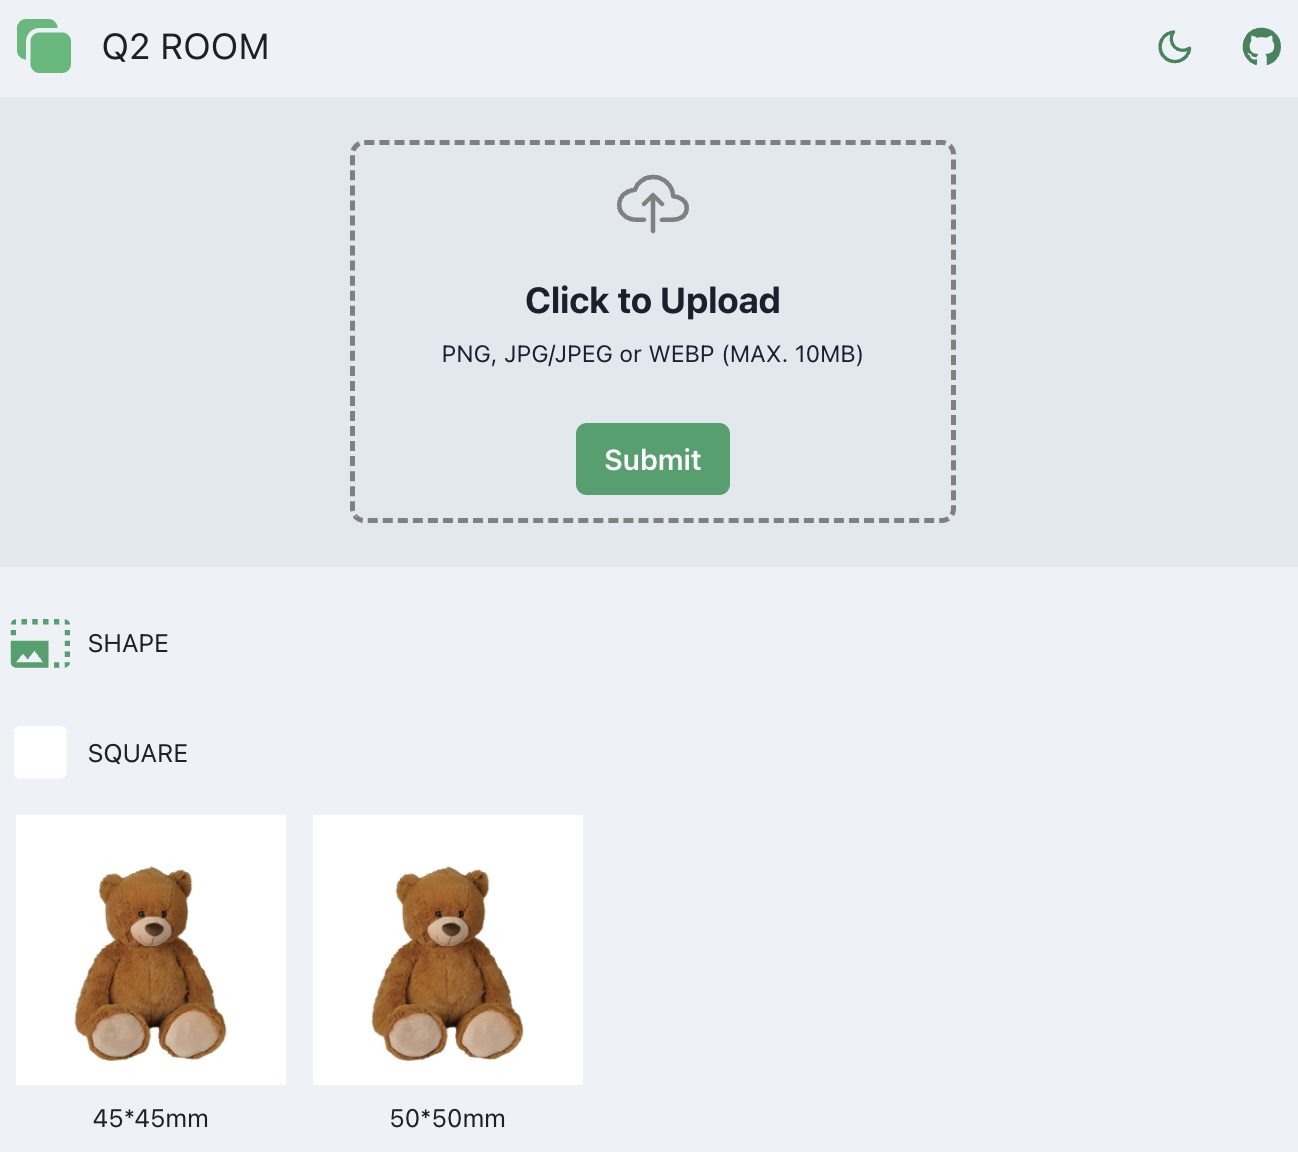 Q2 ROOM
Click to Upload
PNG, JPG/JPEG or WEBP (MAX. 10MB)
Submit
SHAPE
SQUARE
45*45mm
50*50mm